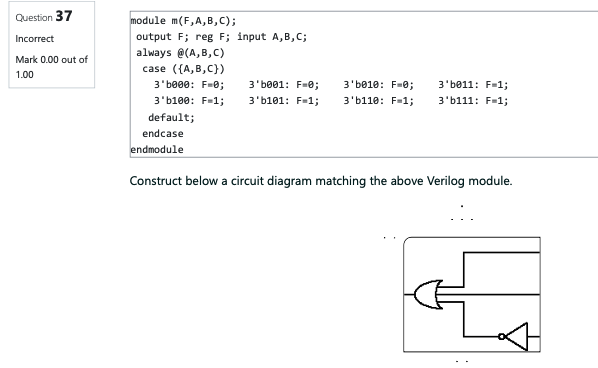 Question 37
Incorrect
Mark 0.00 out of
1.00
module m(F,A,B,C);
output F; reg F; input A,B,C;
always @(A,B,C)
case ({A,B,C})
3'b000: F=0; 3'b001: F=0; 3'b010: F=0; 3'b011: F=1;
3'b100: F=1; 3'b101: F=1; 3'b110: F=1; 3'b111: F=1;
default;
endcase
endmodule
Construct below a circuit diagram matching the above Verilog module.